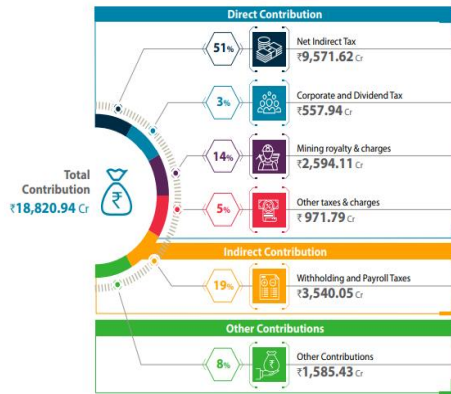 Direct Contribution
51%
Net Indirect Tax
₹9,571.62 Cr
3%
Corporate and Dividend Tax
₹557.94 Cr
14%
Mining royalty & charges
₹2,594.11 Cr
Total
Contribution
₹18,820.94 Cr
₹
5%
Other taxes & charges
₹ 971.79 Cr
Indirect Contribution
19%
Withholding and Payroll Taxes
₹3,540.05 Cr
Other Contributions
8%
₹
Other Contributions
₹1,585.43 Cr